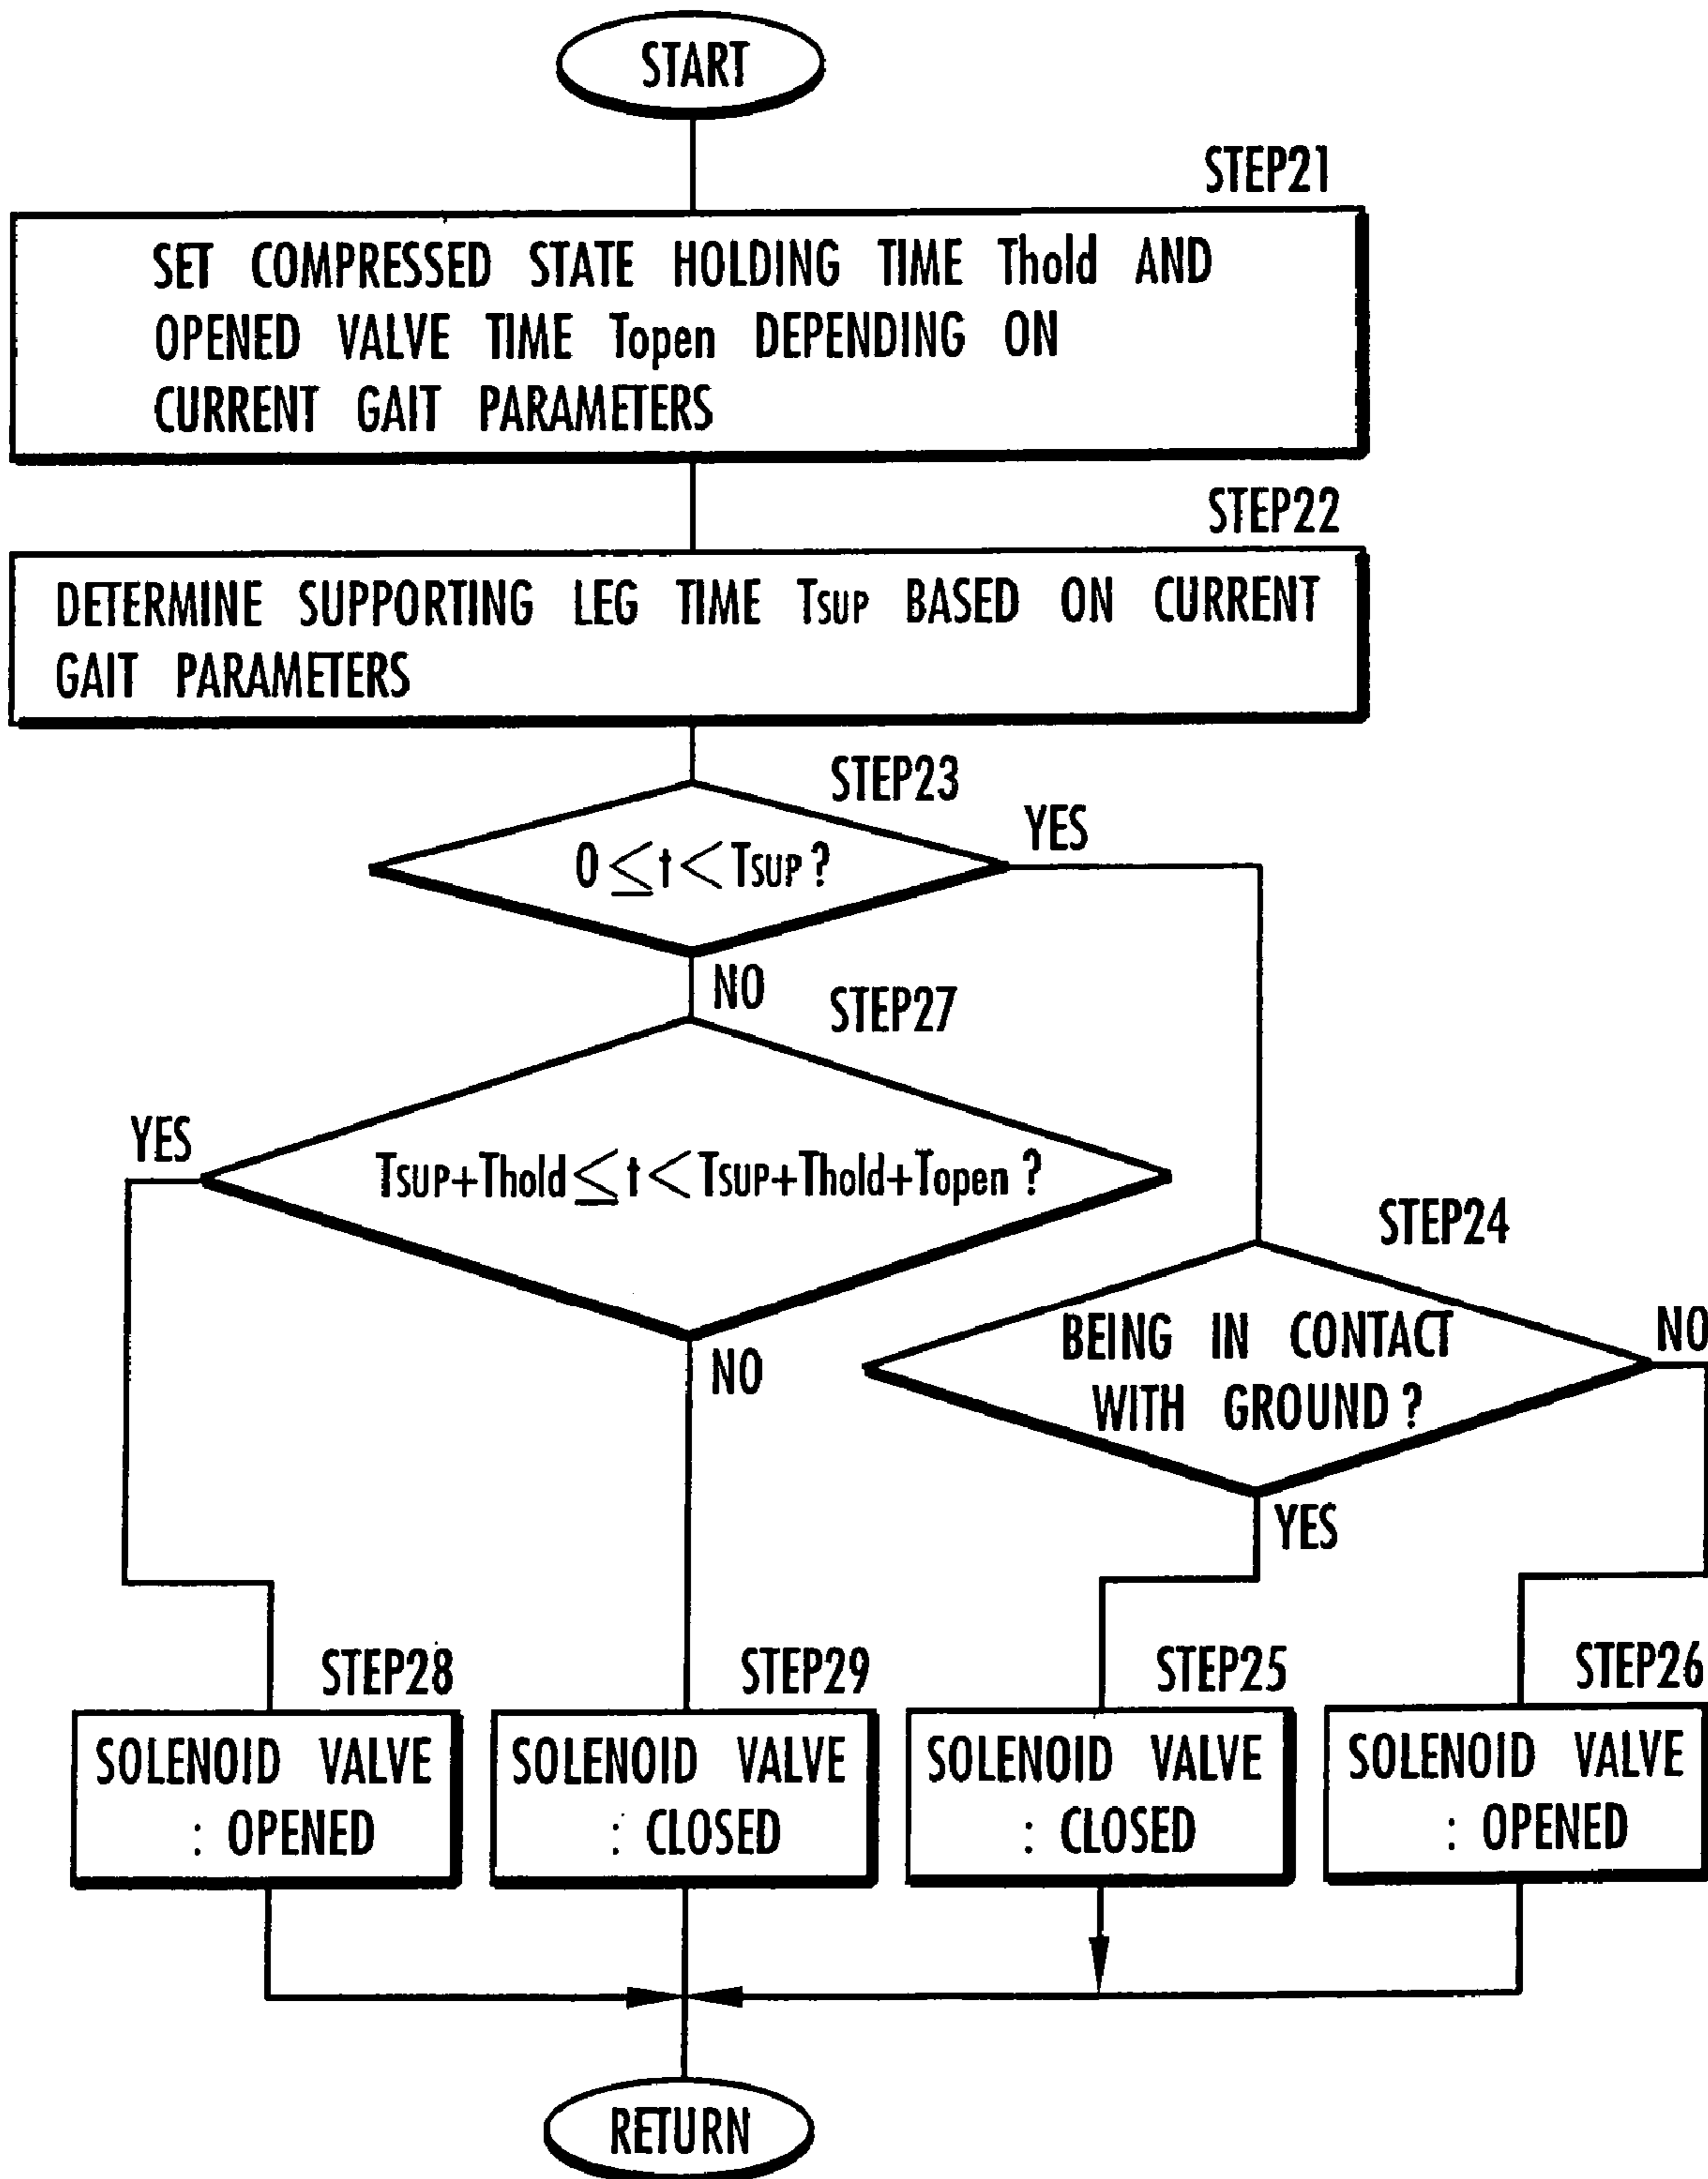 START
STEP21
SET COMPRESSED STATE HOLDING TIME Thold AND
OPENED VALVE TIME Topen DEPENDING ON
CURRENT GAIT PARAMETERS
STEP22
DETERMINE SUPPORTING LEG TIME TSUP BASED ON CURRENT
GAIT PARAMETERS
STEP23
YES
0≦t<TSUP?
NO
STEP27
YES
TSUP+Thold≦t<TSUP+Thold+Topen?
STEP24
NO
BEING IN CONTACT
WITH GROUND?
NO
YES
STEP28
SOLENOID VALVE
: OPENED
STEP29
SOLENOID VALVE
: CLOSED
STEP25
SOLENOID VALVE
: CLOSED
STEP26
SOLENOID VALVE
: OPENED
RETURN